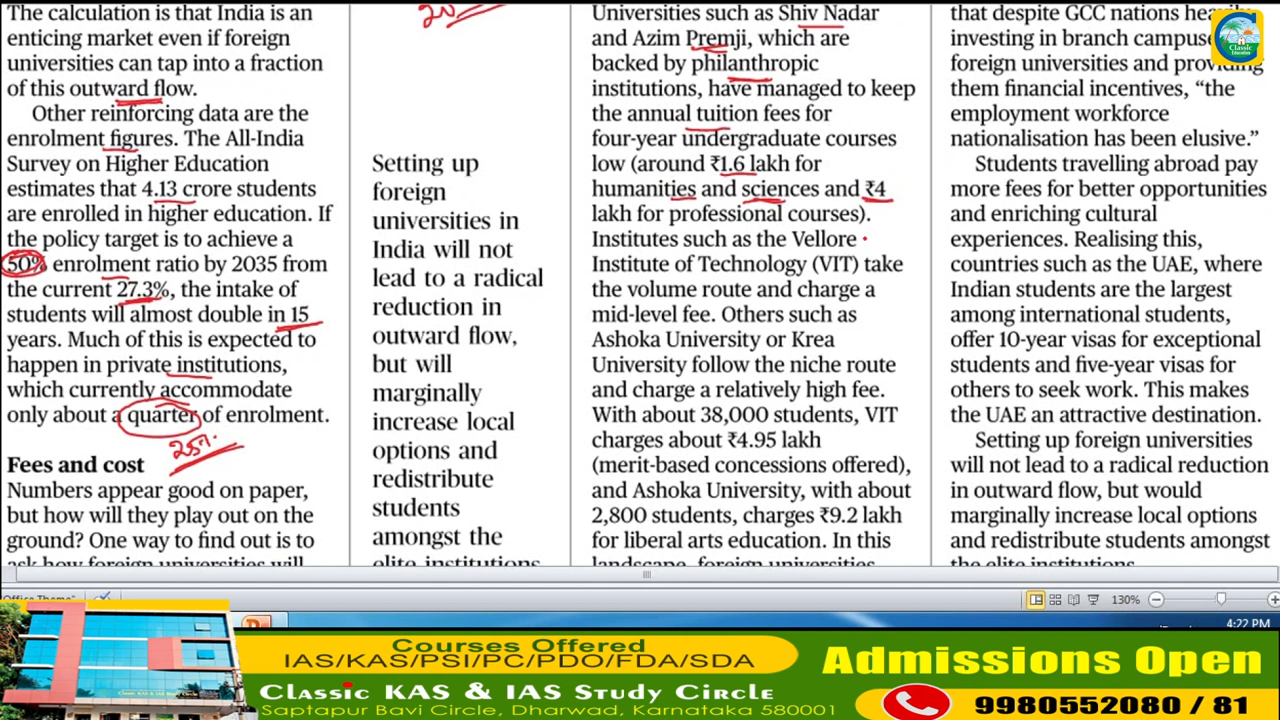 The calculation is that India is an
enticing market even if foreign
universities can tap into a fraction
of this outward flow.
Other reinforcing data are the
enrolment figures. The All-India
Survey on Higher Education
estimates that 4.13 crore students
are enrolled in higher education. If
the policy target is to achieve a
50% enrolment ratio by 2035 from
the current 27.3%, the intake of
students will almost double in 15
years. Much of this is expected to
happen in private institutions,
which currently accommodate
only about a quarter of enrolment.
25%.
Fees and cost
Numbers appear good on paper,
but how will they play out on the
ground? One way to find out is to
ask how foreign universities will
Setting up
foreign
universities in
India will not
lead to a radical
reduction in
outward flow,
but will
marginally
increase local
options and
redistribute
students
amongst the
elite institutions
Universities such as Shiv Nadar
and Azim Premji, which are
backed by philanthropic
institutions, have managed to keep
the annual tuition fees for
four-year undergraduate courses
low (around ₹1.6 lakh for
humanities and sciences and ₹4
lakh for professional courses).
Institutes such as the Vellore
Institute of Technology (VIT) take
the volume route and charge a
mid-level fee. Others such as
Ashoka University or Krea
University follow the niche route
and charge a relatively high fee.
With about 38,000 students, VIT
charges about ₹4.95 lakh
(merit-based concessions offered),
and Ashoka University, with about
2,800 students, charges ₹9.2 lakh
for liberal arts education. In this
landscape, foreign universities
that despite GCC nations heavily
investing in branch campuses
foreign universities and providing
them financial incentives, “the
employment workforce
nationalisation has been elusive.”
Students travelling abroad pay
more fees for better opportunities
and enriching cultural
experiences. Realising this,
countries such as the UAE, where
Indian students are the largest
among international students,
offer 10-year visas for exceptional
students and five-year visas for
others to seek work. This makes
the UAE an attractive destination.
Setting up foreign universities
will not lead to a radical reduction
in outward flow, but would
marginally increase local options
and redistribute students amongst
the elite institutions.
Classic
Education
Office Theme"
130%
4:22 PM
Courses Offered
IAS/KAS/PSI/PC/PDO/FDA/SDA
Classic KAS & IAS Study Circle
Saptapur Bavi Circle, Dharwad, Karnataka 580001
Admissions Open
9980552080 / 81